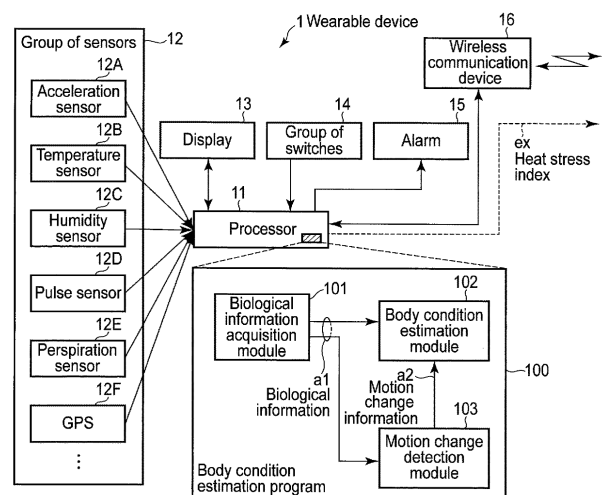 Group of sensors
12
12A
Acceleration
sensor
12B
Temperature
sensor
12C
Humidity
sensor
12D
Pulse sensor
12E
Perspiration
sensor
12F
GPS
⋮
1 Wearable device
13
Display
14
Group of
switches
15
Alarm
16
Wireless
communication
device
ex
Heat stress
index
11
Processor
101
Biological
information
acquisition module
102
Body condition
estimation
module
a1
Biological
information
a2
Motion
change
information
103
Motion change
detection
module
100
Body condition
estimation program